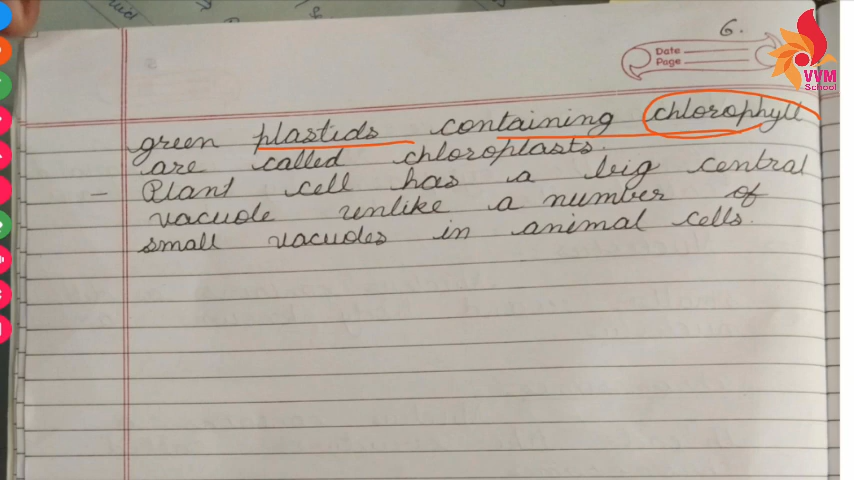 6.
Date
Page
VVM
School
green plastids containing chlorophyll
are called chloroplasts.
- Plant cell has a big central
vacuole unlike a number of
small vacuoles in animal cells.